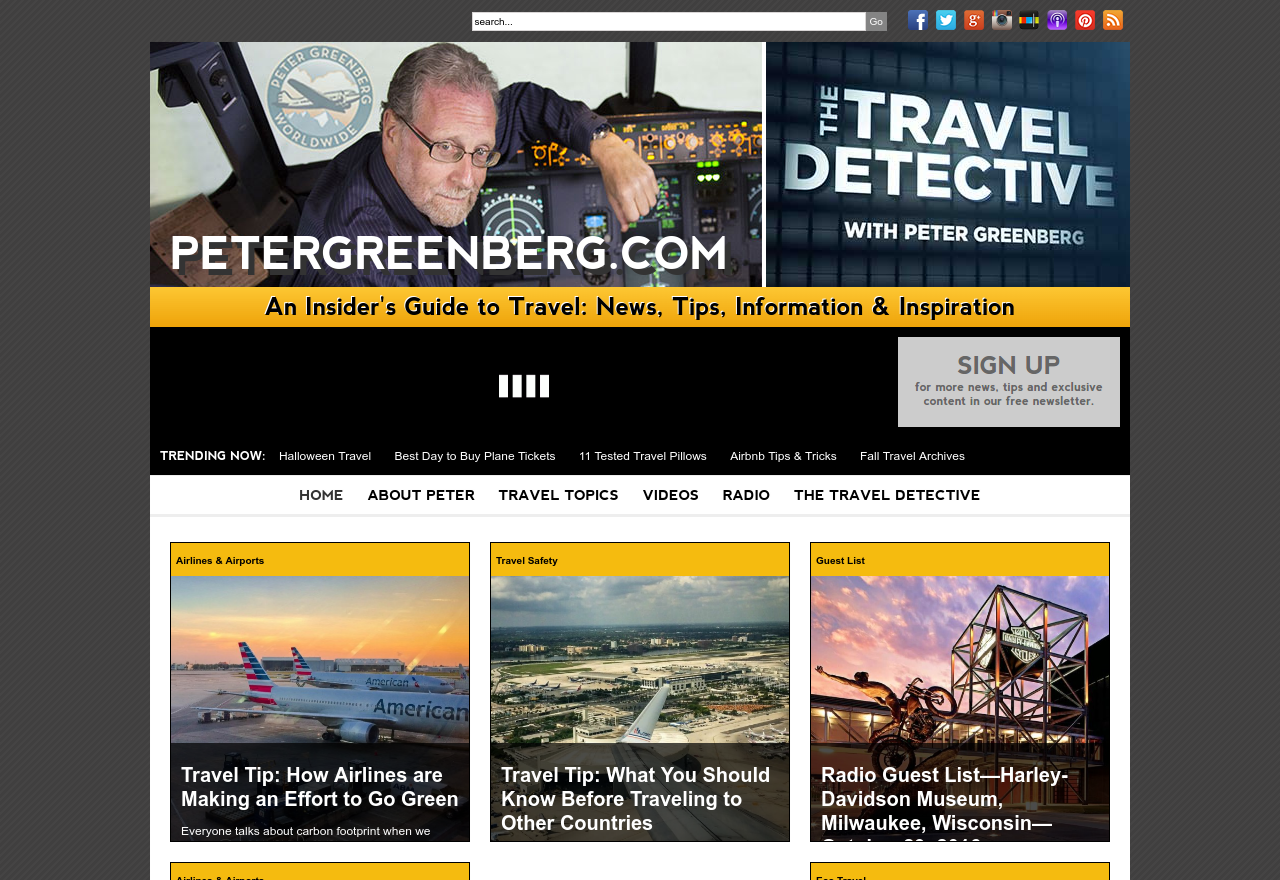 search...
Go
PETER GREENBERG
WORLDWIDE
PETERGREENBERG.COM
THE
TRAVEL
DETECTIVE
WITH PETER GREENBERG
An Insider's Guide to Travel: News, Tips, Information & Inspiration
SIGN UP
for more news, tips and exclusive
content in our free newsletter.
TRENDING NOW: Halloween Travel Best Day to Buy Plane Tickets 11 Tested Travel Pillows Airbnb Tips & Tricks Fall Travel Archives
HOME ABOUT PETER TRAVEL TOPICS VIDEOS RADIO THE TRAVEL DETECTIVE
Airlines & Airports
American
American
Travel Tip: How Airlines are
Making an Effort to Go Green
Everyone talks about carbon footprint when we
Travel Safety
Travel Tip: What You Should
Know Before Traveling to
Other Countries
Guest List
Radio Guest List—Harley-
Davidson Museum,
Milwaukee, Wisconsin—
Airlines & Airports
Eco Travel